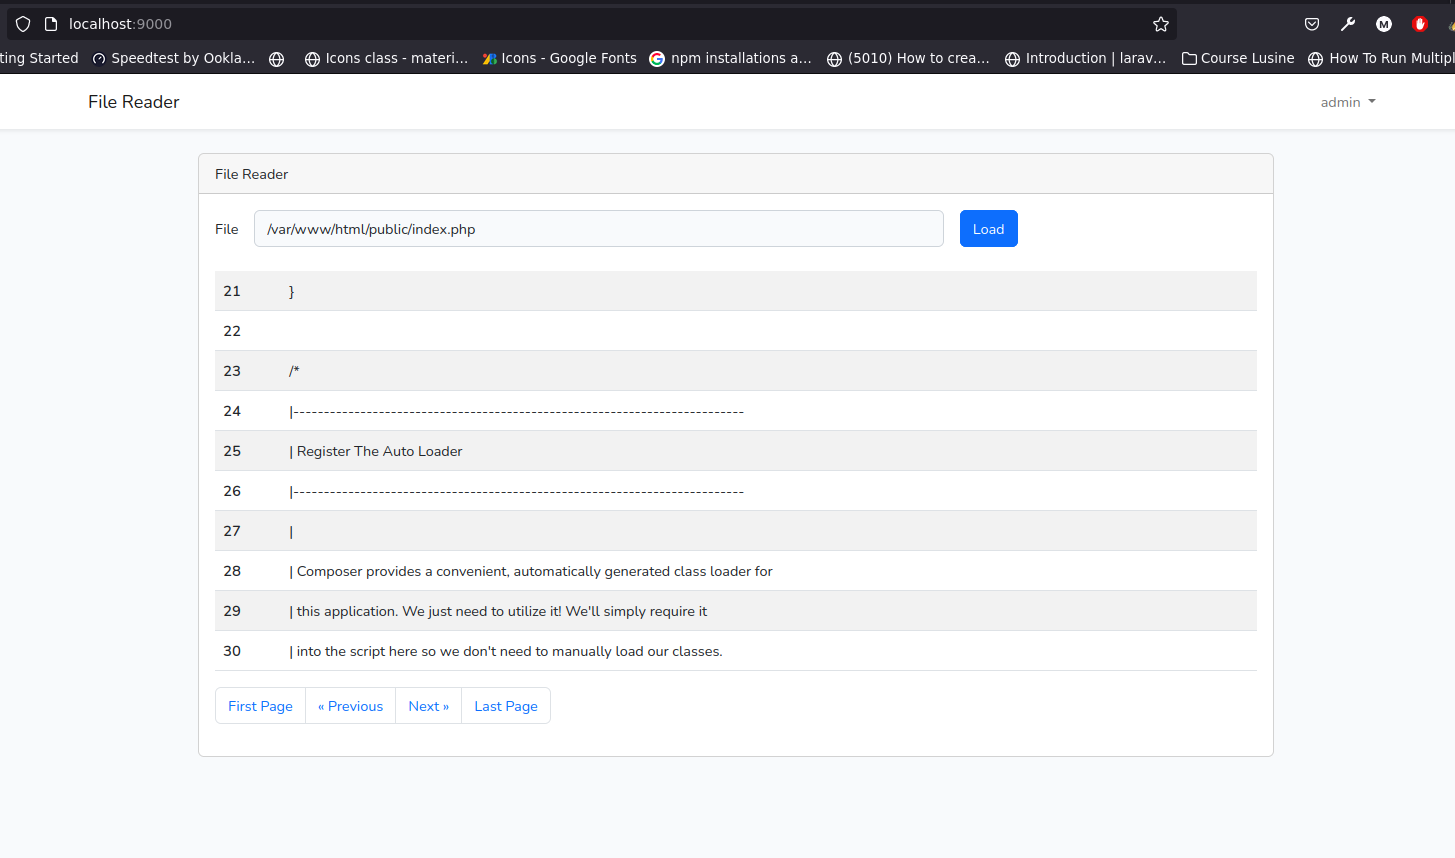 localhost:9000
ting Started Speedtest by Ookla… Icons class - materi… Icons - Google Fonts npm installations a… (5010) How to crea… Introduction | larav… Course Lusine How To Run Multipl
File Reader admin
File Reader
File /var/www/html/public/index.php Load
21 }
22
23 /*
24 |--------------------------------------------------------------------------
25 | Register The Auto Loader
26 |--------------------------------------------------------------------------
27 |
28 | Composer provides a convenient, automatically generated class loader for
29 | this application. We just need to utilize it! We'll simply require it
30 | into the script here so we don't need to manually load our classes.
First Page « Previous Next » Last Page